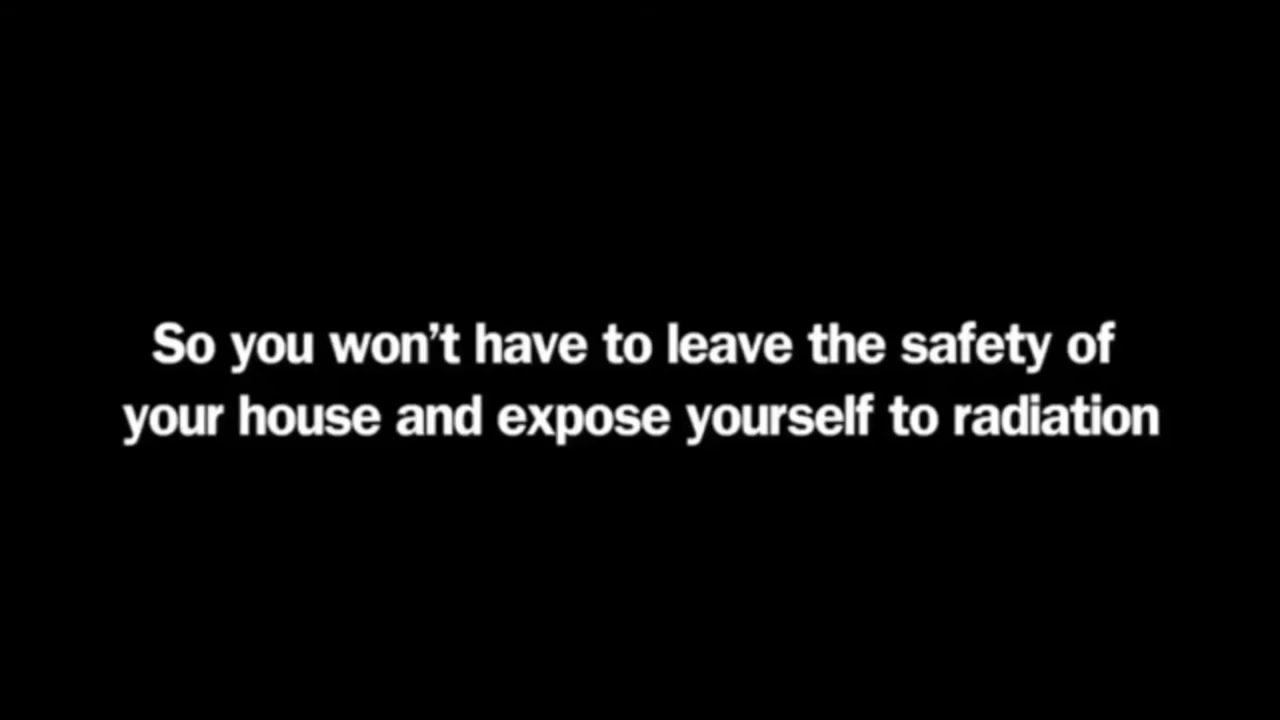 So you won’t have to leave the safety of
your house and expose yourself to radiation